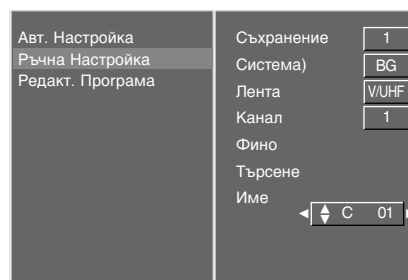 Авт. Настройка
Ръчна Настройка
Редакт. Програма
Съхранение 1
Система) BG
Лента V/UHF
Канал 1
Фино
Търсене
Име
C 01